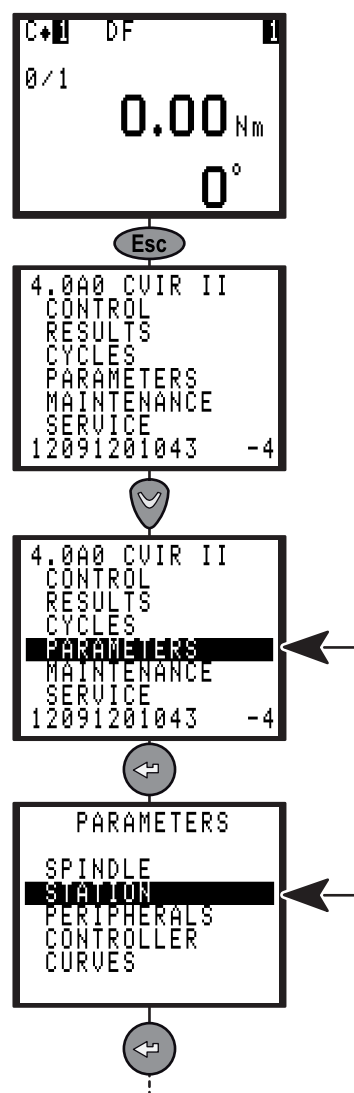 C♦1 DF 1
0/1
0.00 Nm
0°
Esc
4.0A0 CVIR II
CONTROL
RESULTS
CYCLES
PARAMETERS
MAINTENANCE
SERVICE
12091201043 -4
4.0A0 CVIR II
CONTROL
RESULTS
CYCLES
PARAMETERS
MAINTENANCE
SERVICE
12091201043 -4
PARAMETERS
SPINDLE
STATION
PERIPHERALS
CONTROLLER
CURVES